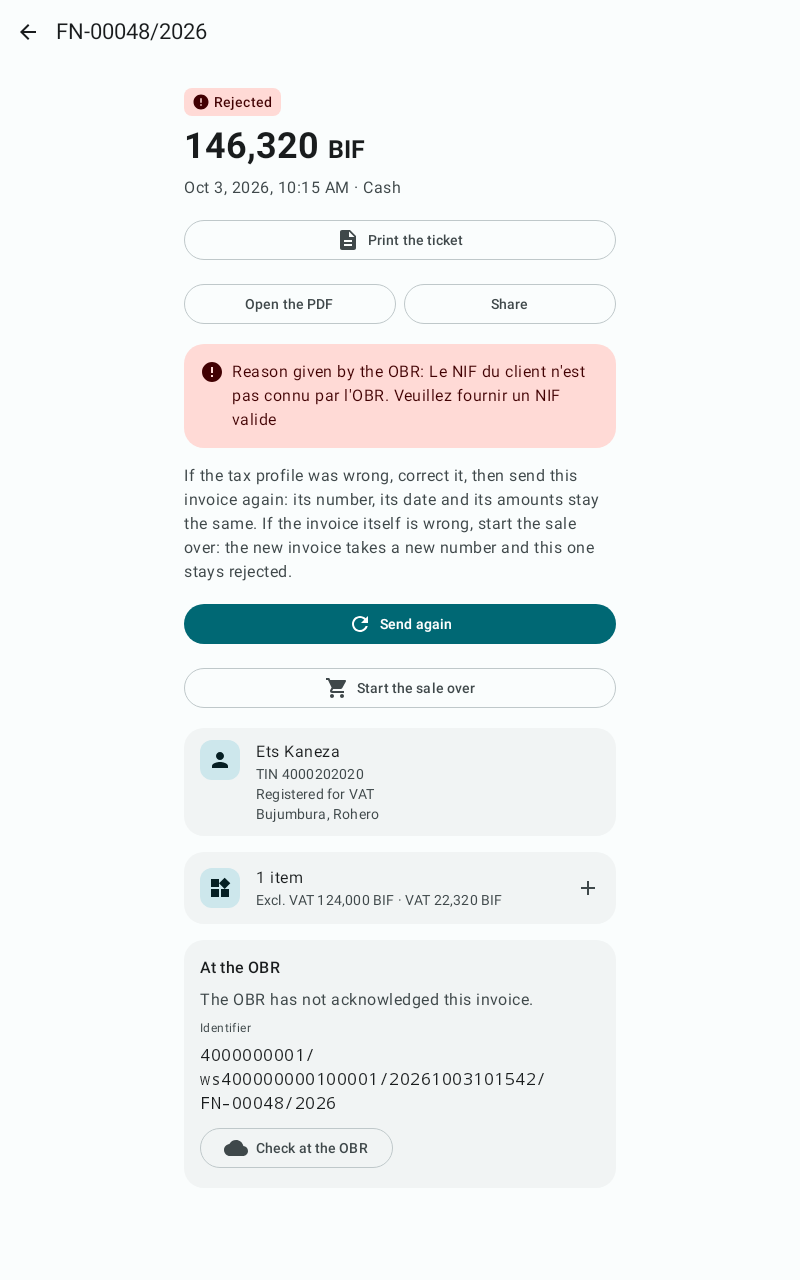 FN-00048/2026
Rejected
146,320 BIF
Oct 3, 2026, 10:15 AM · Cash
Print the ticket
Open the PDF
Share
Reason given by the OBR: Le NIF du client n'est
pas connu par l'OBR. Veuillez fournir un NIF
valide
If the tax profile was wrong, correct it, then send this
invoice again: its number, its date and its amounts stay
the same. If the invoice itself is wrong, start the sale
over: the new invoice takes a new number and this one
stays rejected.
Send again
Start the sale over
Ets Kaneza
TIN 4000202020
Registered for VAT
Bujumbura, Rohero
1 item
Excl. VAT 124,000 BIF · VAT 22,320 BIF
At the OBR
The OBR has not acknowledged this invoice.
Identifier
4000000001/
ws400000000100001/20261003101542/
FN-00048/2026
Check at the OBR